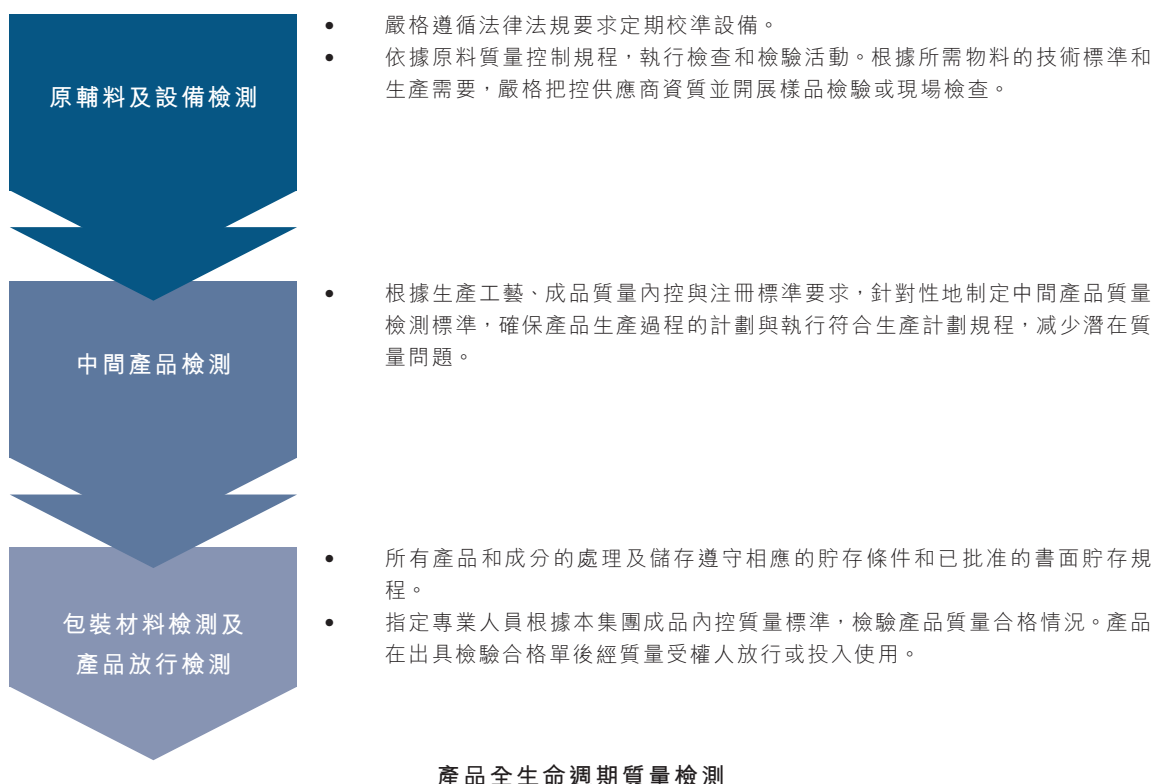 原輔料及設備檢測
• 嚴格遵循法律法規要求定期校準設備。
• 依據原料質量控制規程，執行檢查和檢驗活動。根據所需物料的技術標準和
生產需要，嚴格把控供應商資質並開展樣品檢驗或現場檢查。
中間產品檢測
• 根據生產工藝、成品質量內控與注冊標準要求，針對性地制定中間產品質量
檢測標準，確保產品生產過程的計劃與執行符合生產計劃規程，減少潛在質
量問題。
包裝材料檢測及
產品放行檢測
• 所有產品和成分的處理及儲存遵守相應的貯存條件和已批准的書面貯存規
程。
• 指定專業人員根據本集團成品內控質量標準，檢驗產品質量合格情況。產品
在出具檢驗合格單後經質量受權人放行或投入使用。
產品全生命週期質量檢測